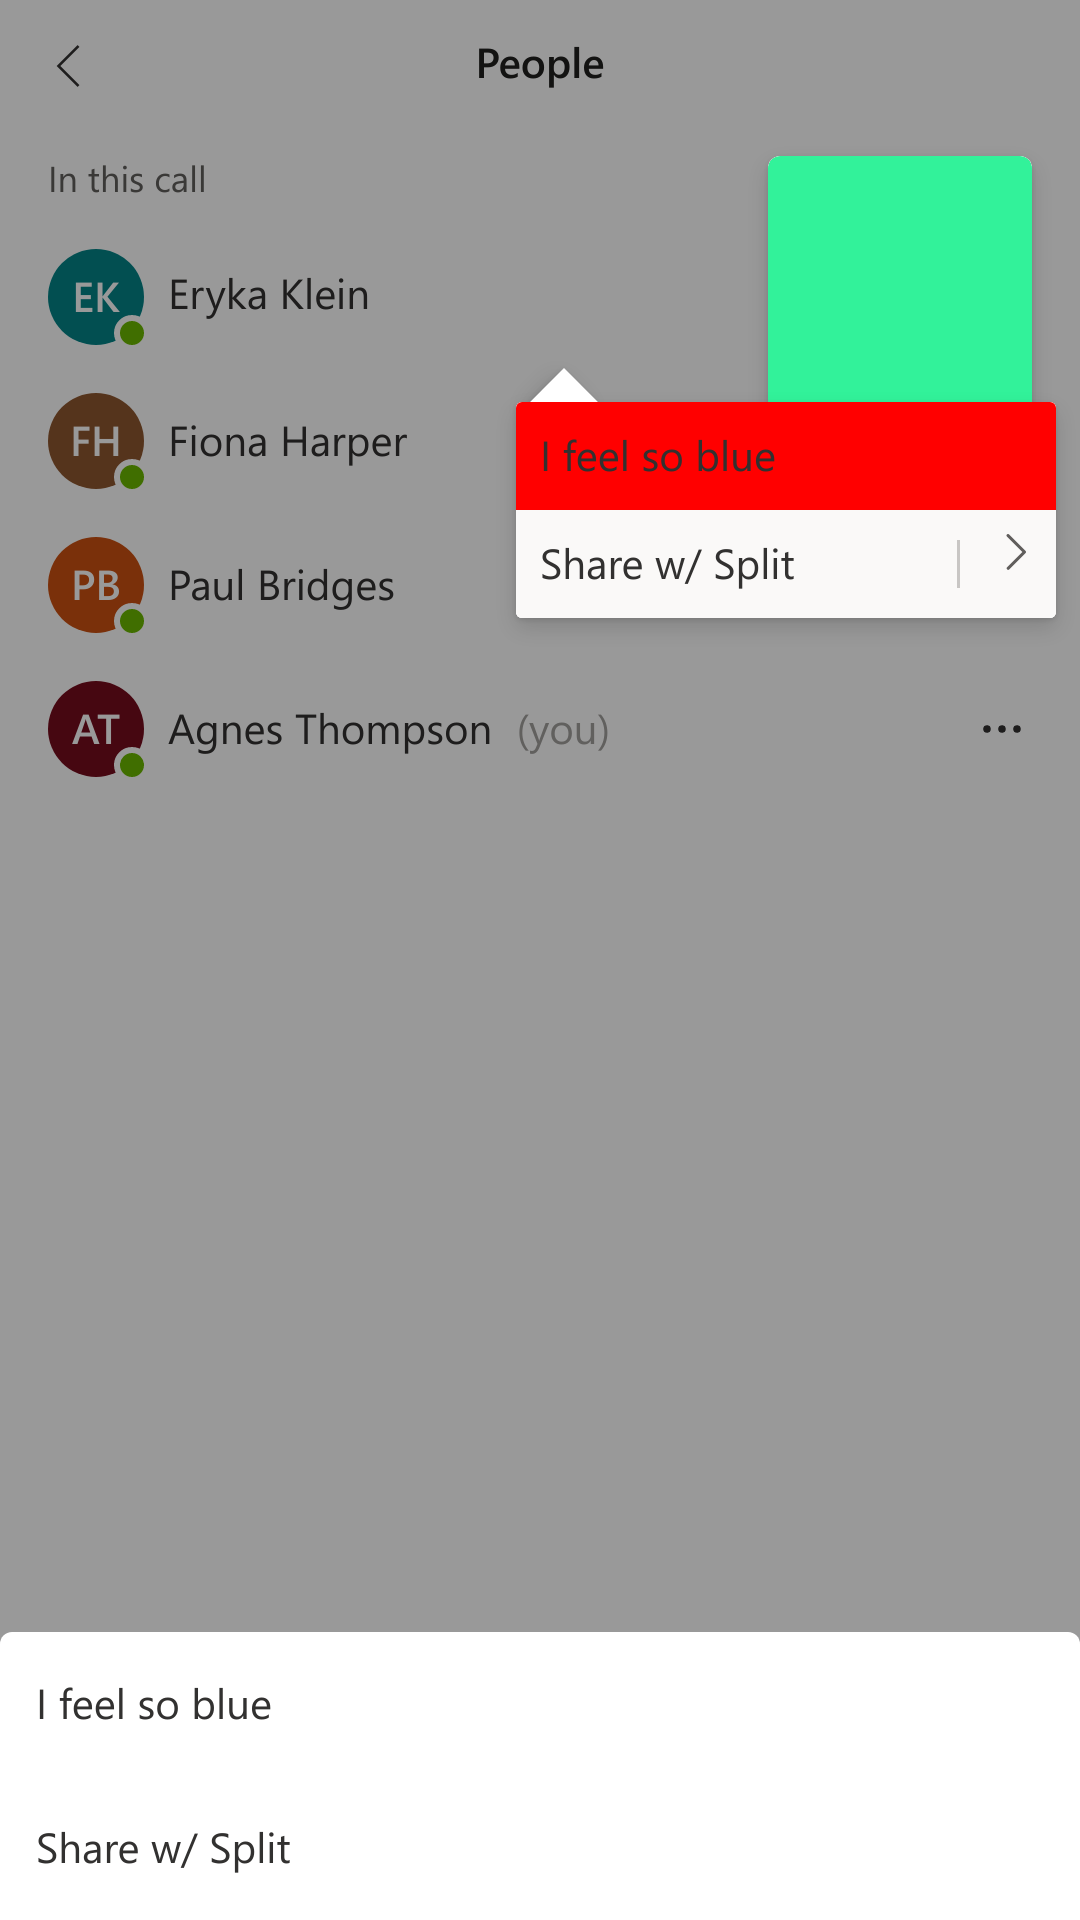 People
In this call
EK
Eryka Klein
FH
Fiona Harper
I feel so blue
Share w/ Split
PB
Paul Bridges
AT
Agnes Thompson (you)
I feel so blue
Share w/ Split